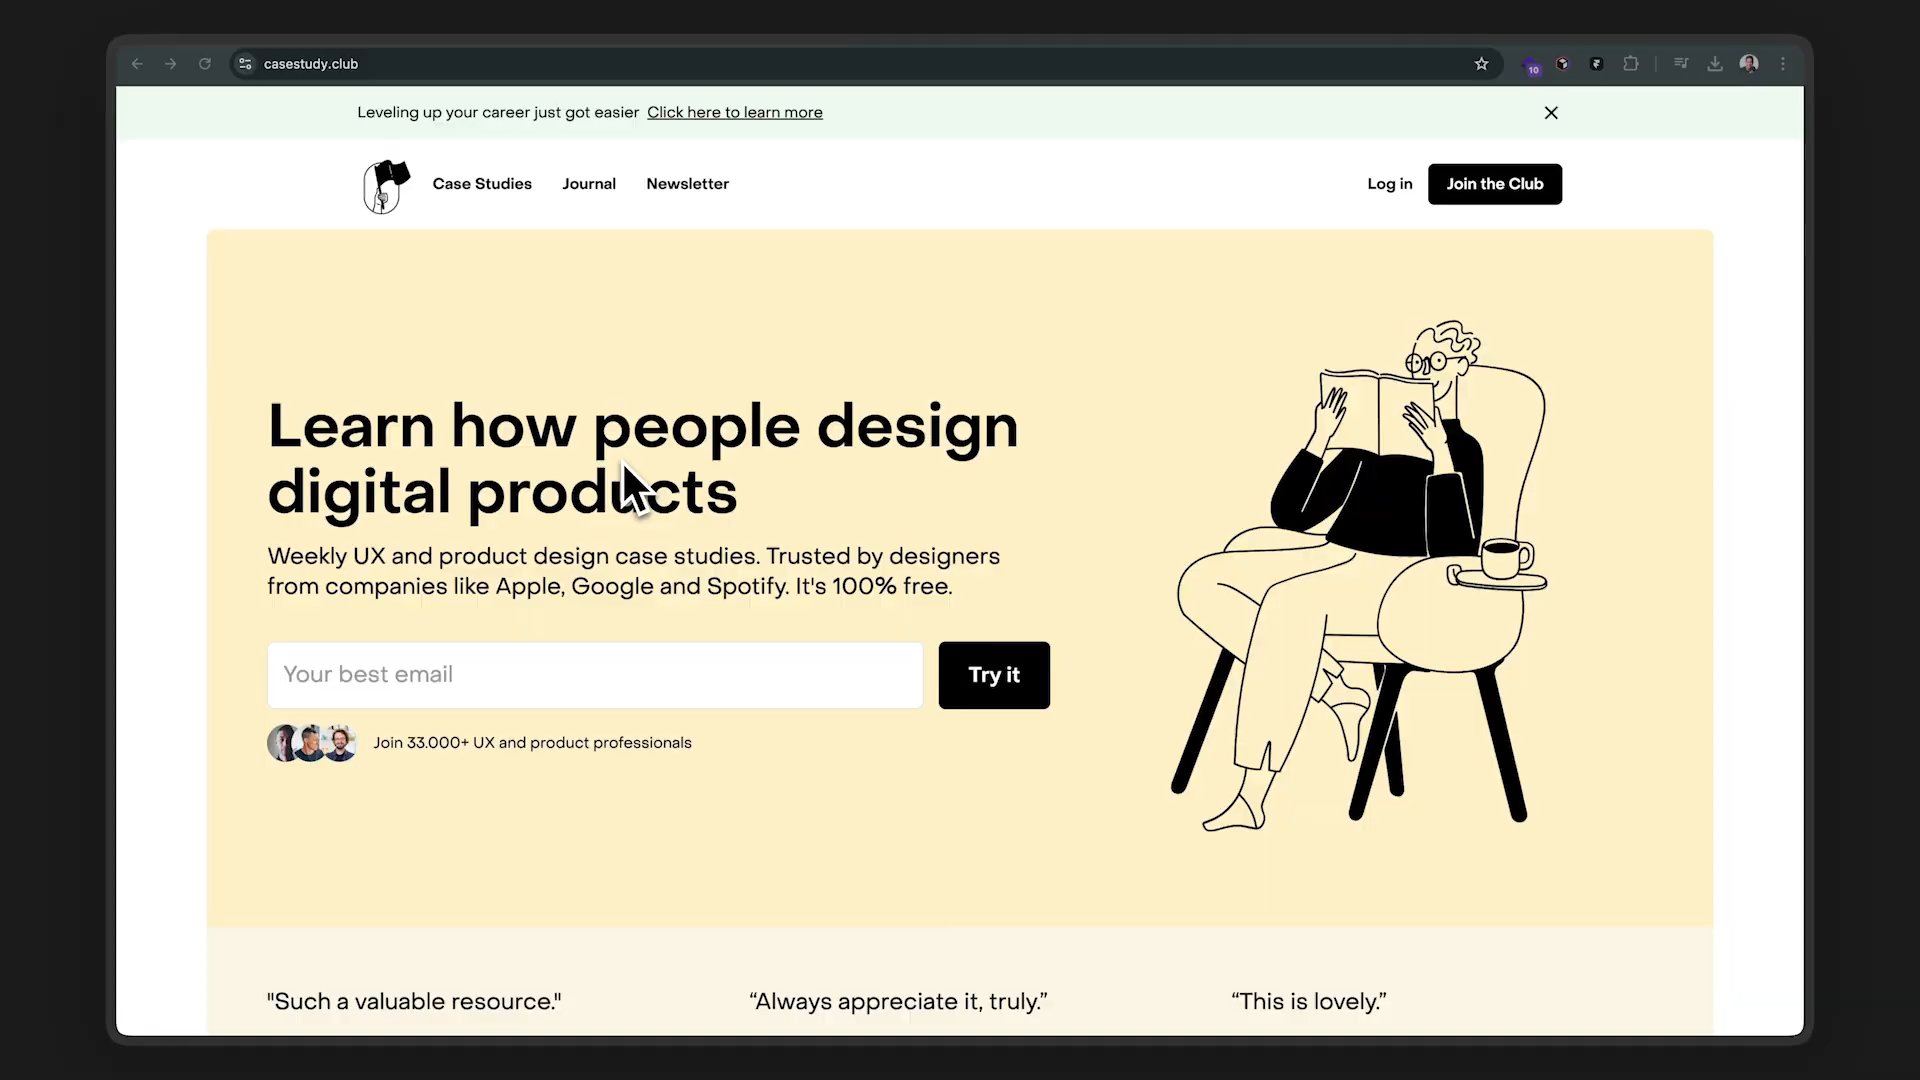 casestudy.club
10
Leveling up your career just got easier Click here to learn more
Case Studies Journal Newsletter Log in Join the Club
Learn how people design
digital products
Weekly UX and product design case studies. Trusted by designers
from companies like Apple, Google and Spotify. It's 100% free.
Your best email Try it
Join 33.000+ UX and product professionals
"Such a valuable resource." “Always appreciate it, truly.” “This is lovely.”